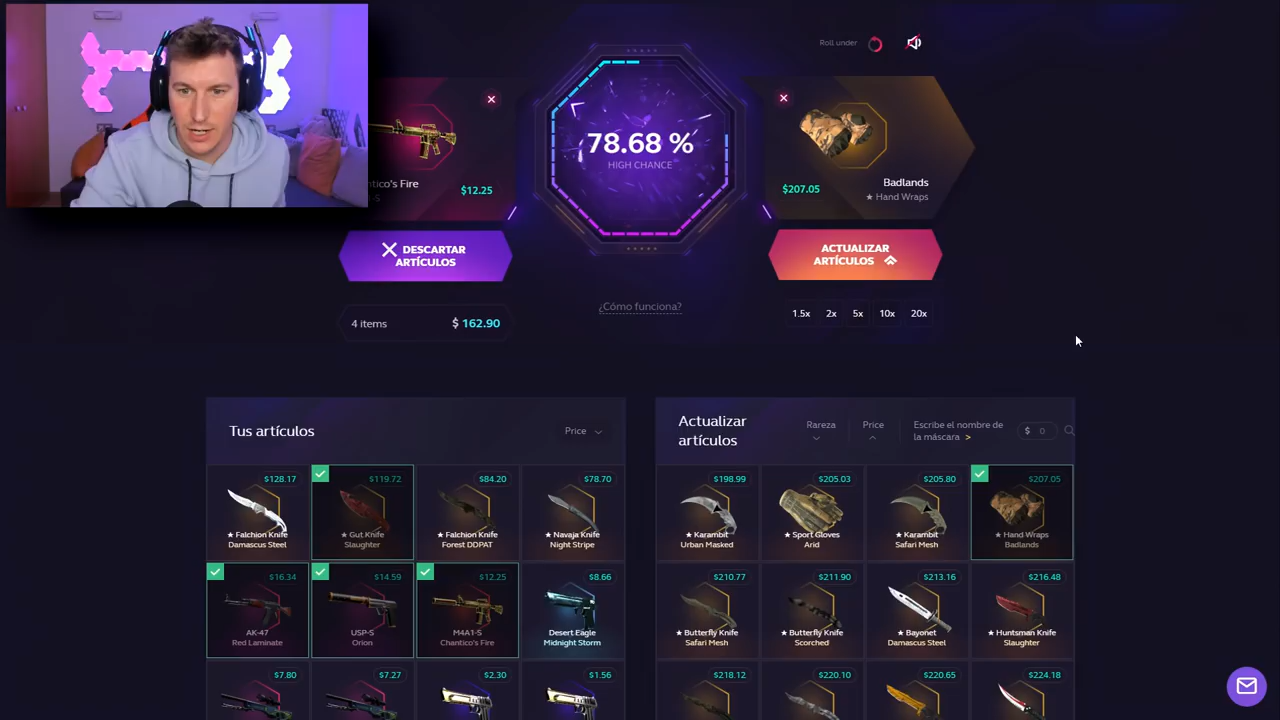 Roll under
78.68 %
HIGH CHANCE
ntico's Fire
$12.25
$207.05
Badlands
★ Hand Wraps
DESCARTAR
ARTÍCULOS
ACTUALIZAR
ARTÍCULOS
¿Cómo funciona?
4 items
$ 162.90
1.5x 2x 5x 10x 20x
Tus artículos
Price
Actualizar
artículos
Rareza
Price
Escribe el nombre de
la máscara >
$ 0
$128.17
★ Falchion Knife
Damascus Steel
$119.72
★ Gut Knife
Slaughter
$84.20
★ Falchion Knife
Forest DDPAT
$78.70
★ Navaja Knife
Night Stripe
$198.99
★ Karambit
Urban Masked
$205.03
★ Sport Gloves
Arid
$205.80
★ Karambit
Safari Mesh
$207.05
★ Hand Wraps
Badlands
$16.34
AK-47
Red Laminate
$14.59
USP-S
Orion
$12.25
M4A1-S
Chantico's Fire
$8.66
Desert Eagle
Midnight Storm
$210.77
★ Butterfly Knife
Safari Mesh
$211.90
★ Butterfly Knife
Scorched
$213.16
★ Bayonet
Damascus Steel
$216.48
★ Huntsman Knife
Slaughter
$7.80
$7.27
$2.30
$1.56
$218.12
$220.10
$220.65
$224.18